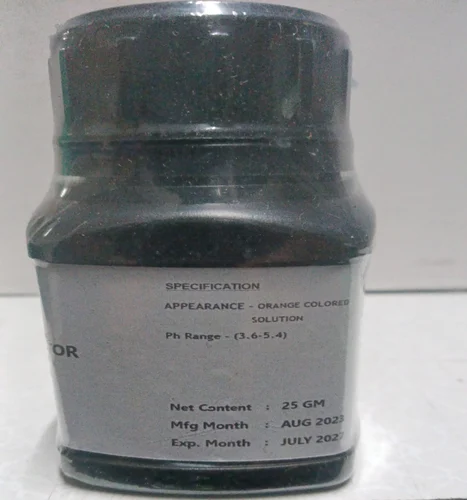 SPECIFICATION
APPEARANCE - ORANGE COLORED
SOLUTION
Ph Range - (3.6-5.4)
OR
Net Content : 25 GM
Mfg Month : AUG 2023
Exp. Month : JULY 2027